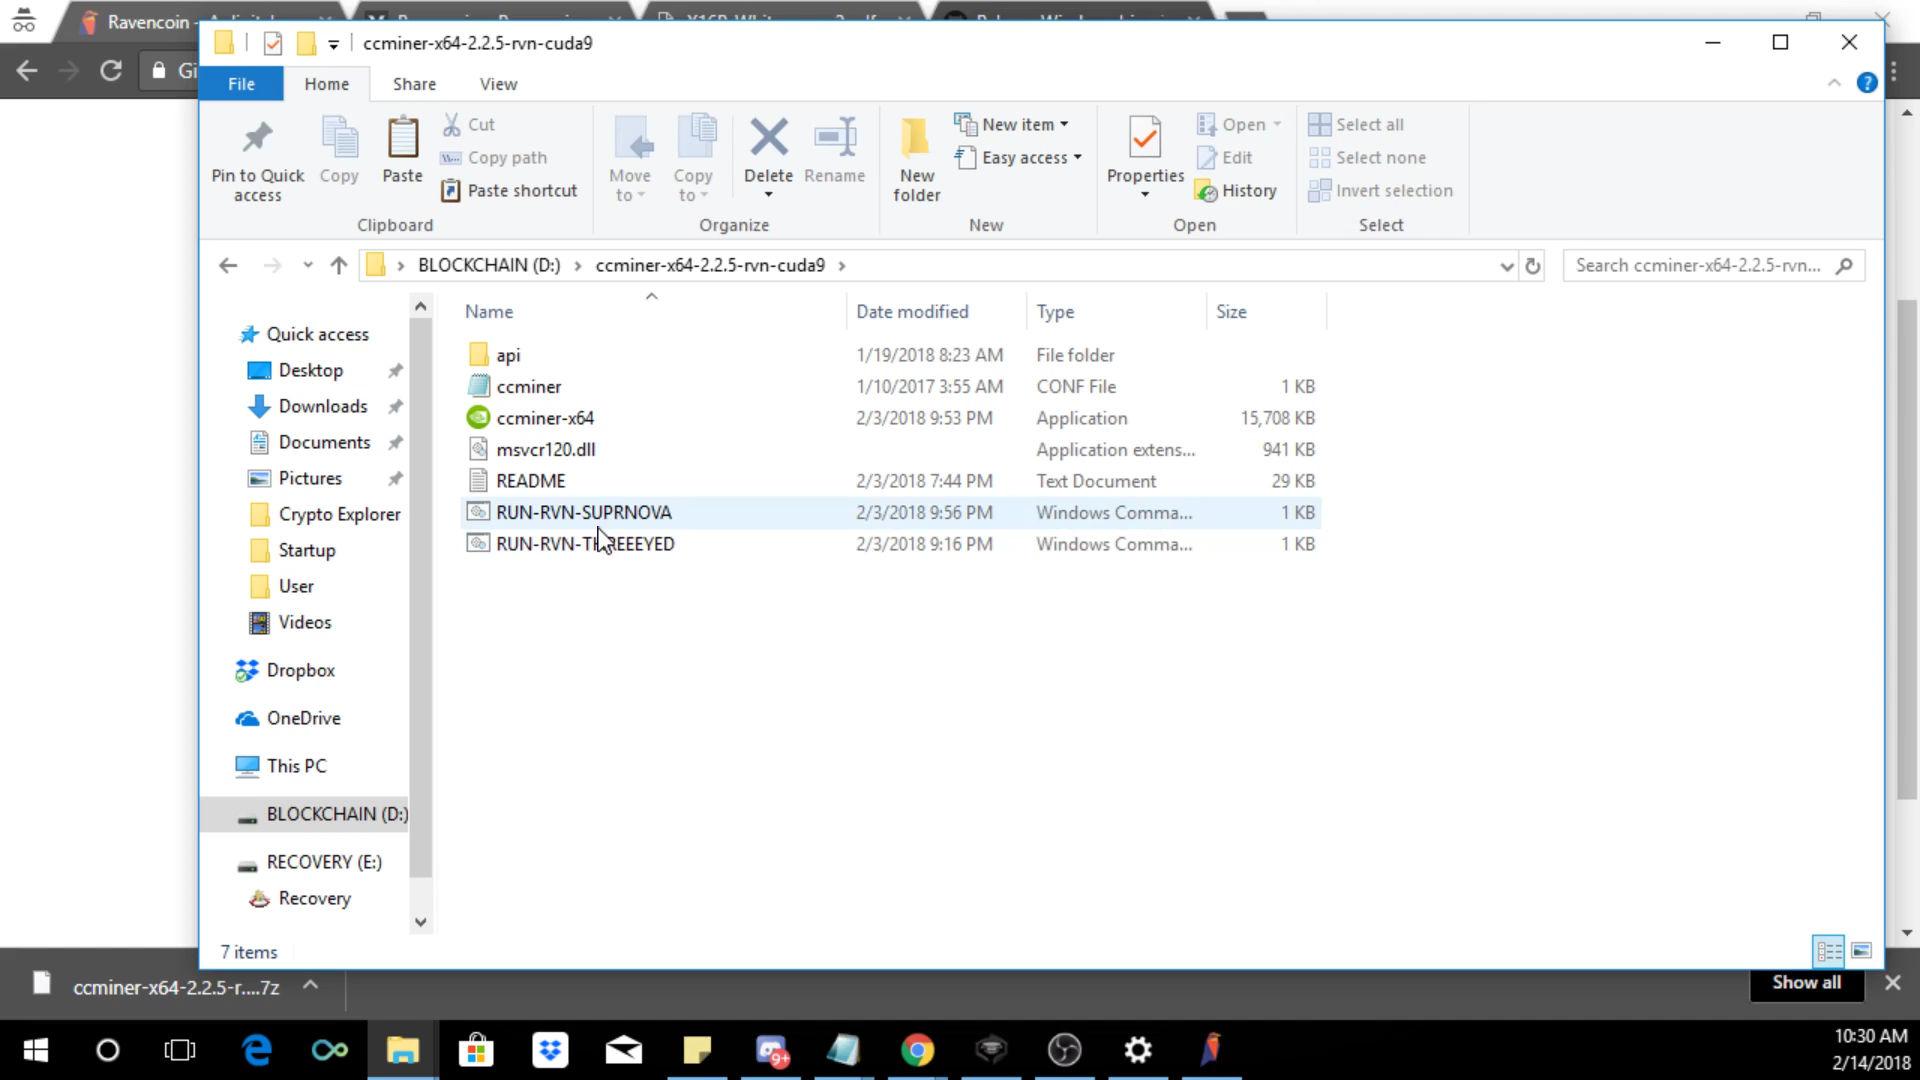 Ravencoin
ccminer-x64-2.2.5-rvn-cuda9
File
Home
Share
View
Pin to Quick access
Copy
Paste
Cut
Copy path
Paste shortcut
Clipboard
Move to
Copy to
Delete
Rename
Organize
New folder
New item
Easy access
New
Properties
Open
Edit
History
Open
Select all
Select none
Invert selection
Select
BLOCKCHAIN (D:)
ccminer-x64-2.2.5-rvn-cuda9
Search ccminer-x64-2.2.5-rvn...
Name Date modified Type Size
api 1/19/2018 8:23 AM File folder
ccminer 1/10/2017 3:55 AM CONF File 1 KB
ccminer-x64 2/3/2018 9:53 PM Application 15,708 KB
msvcr120.dll Application extens... 941 KB
README 2/3/2018 7:44 PM Text Document 29 KB
RUN-RVN-SUPRNOVA 2/3/2018 9:56 PM Windows Comma... 1 KB
RUN-RVN-THREEEYED 2/3/2018 9:16 PM Windows Comma... 1 KB
Quick access
Desktop
Downloads
Documents
Pictures
Crypto Explorer
Startup
User
Videos
Dropbox
OneDrive
This PC
BLOCKCHAIN (D:)
RECOVERY (E:)
Recovery
7 items
ccminer-x64-2.2.5-r....7z
Show all
9+
10:30 AM
2/14/2018